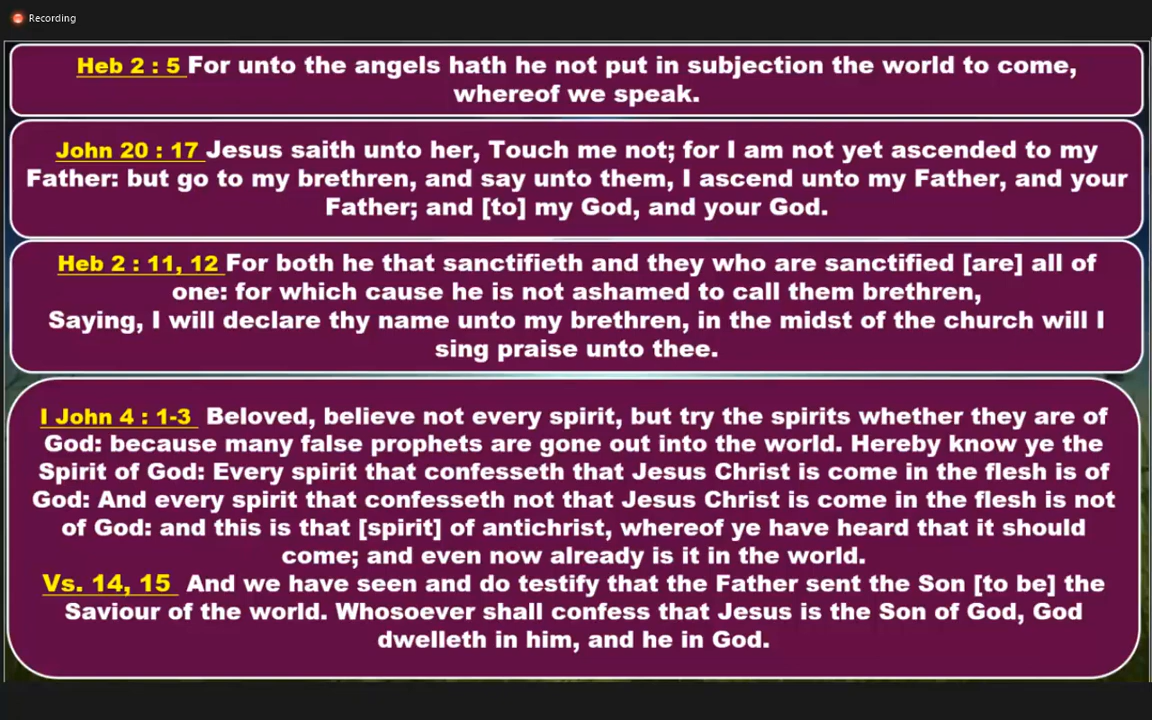 Recording
Heb 2 : 5 For unto the angels hath he not put in subjection the world to come,
whereof we speak.
John 20 : 17 Jesus saith unto her, Touch me not; for I am not yet ascended to my
Father: but go to my brethren, and say unto them, I ascend unto my Father, and your
Father; and [to] my God, and your God.
Heb 2 : 11, 12 For both he that sanctifieth and they who are sanctified [are] all of
one: for which cause he is not ashamed to call them brethren,
Saying, I will declare thy name unto my brethren, in the midst of the church will I
sing praise unto thee.
I John 4 : 1-3 Beloved, believe not every spirit, but try the spirits whether they are of
God: because many false prophets are gone out into the world. Hereby know ye the
Spirit of God: Every spirit that confesseth that Jesus Christ is come in the flesh is of
God: And every spirit that confesseth not that Jesus Christ is come in the flesh is not
of God: and this is that [spirit] of antichrist, whereof ye have heard that it should
come; and even now already is it in the world.
Vs. 14, 15 And we have seen and do testify that the Father sent the Son [to be] the
Saviour of the world. Whosoever shall confess that Jesus is the Son of God, God
dwelleth in him, and he in God.